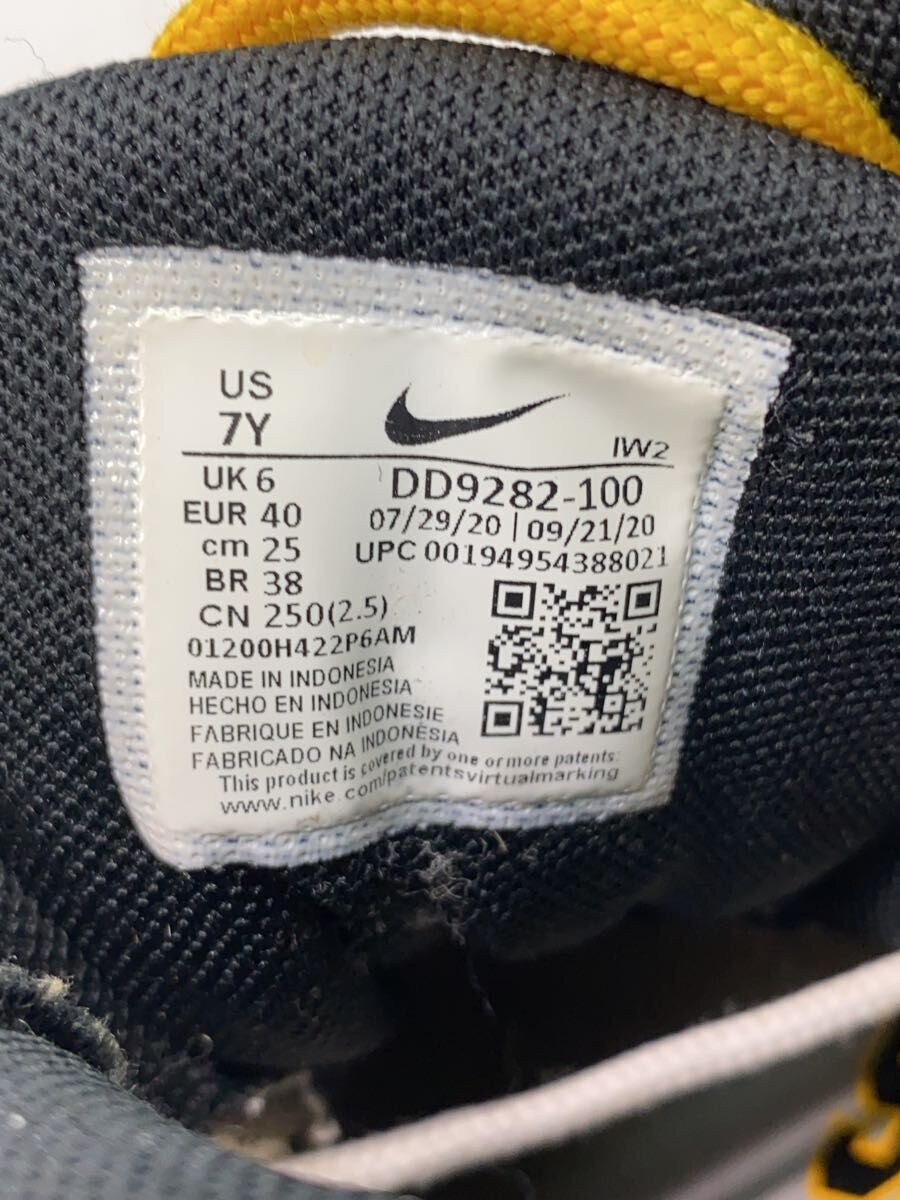 US
7Y
IW2
UK 6
EUR 40
cm 25
BR 38
CN 250(2.5)
DD9282-100
07/29/20 | 09/21/20
UPC 00194954388021
01200H422P6AM
MADE IN INDONESIA
HECHO EN INDONESIA
FABRIQUE EN INDONESIE
FABRICADO NA INDONÉSIA
This product is covered by one or more patents:
www.nike.com/patentsvirtualmarking